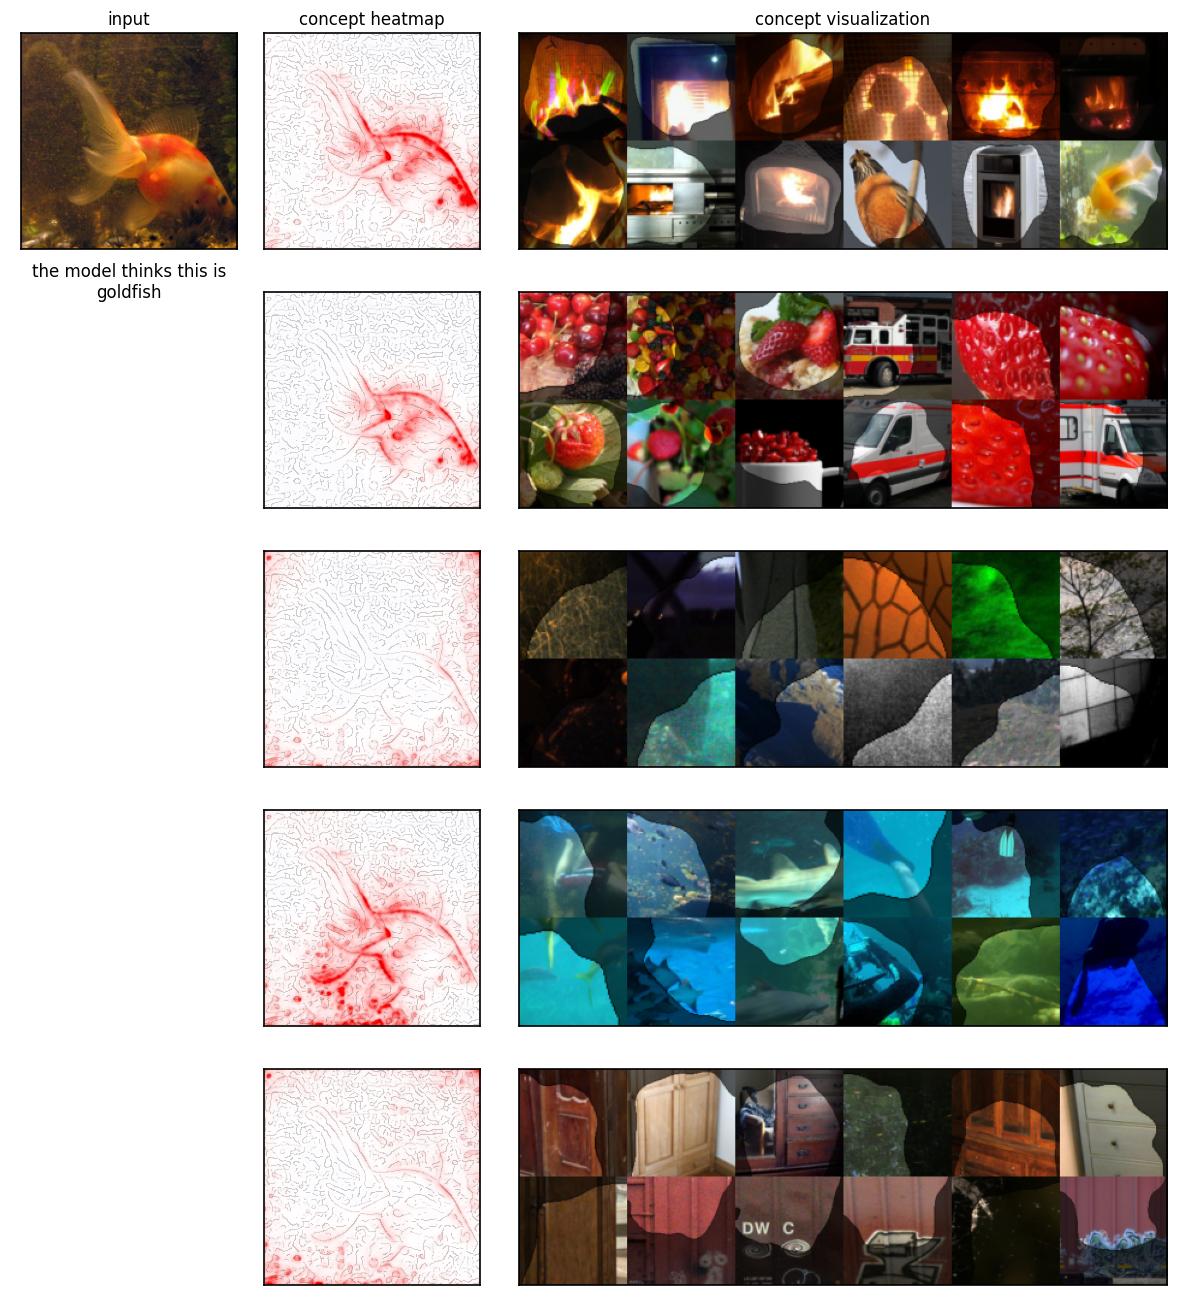 input
concept heatmap
concept visualization
the model thinks this is
goldfish
DW C